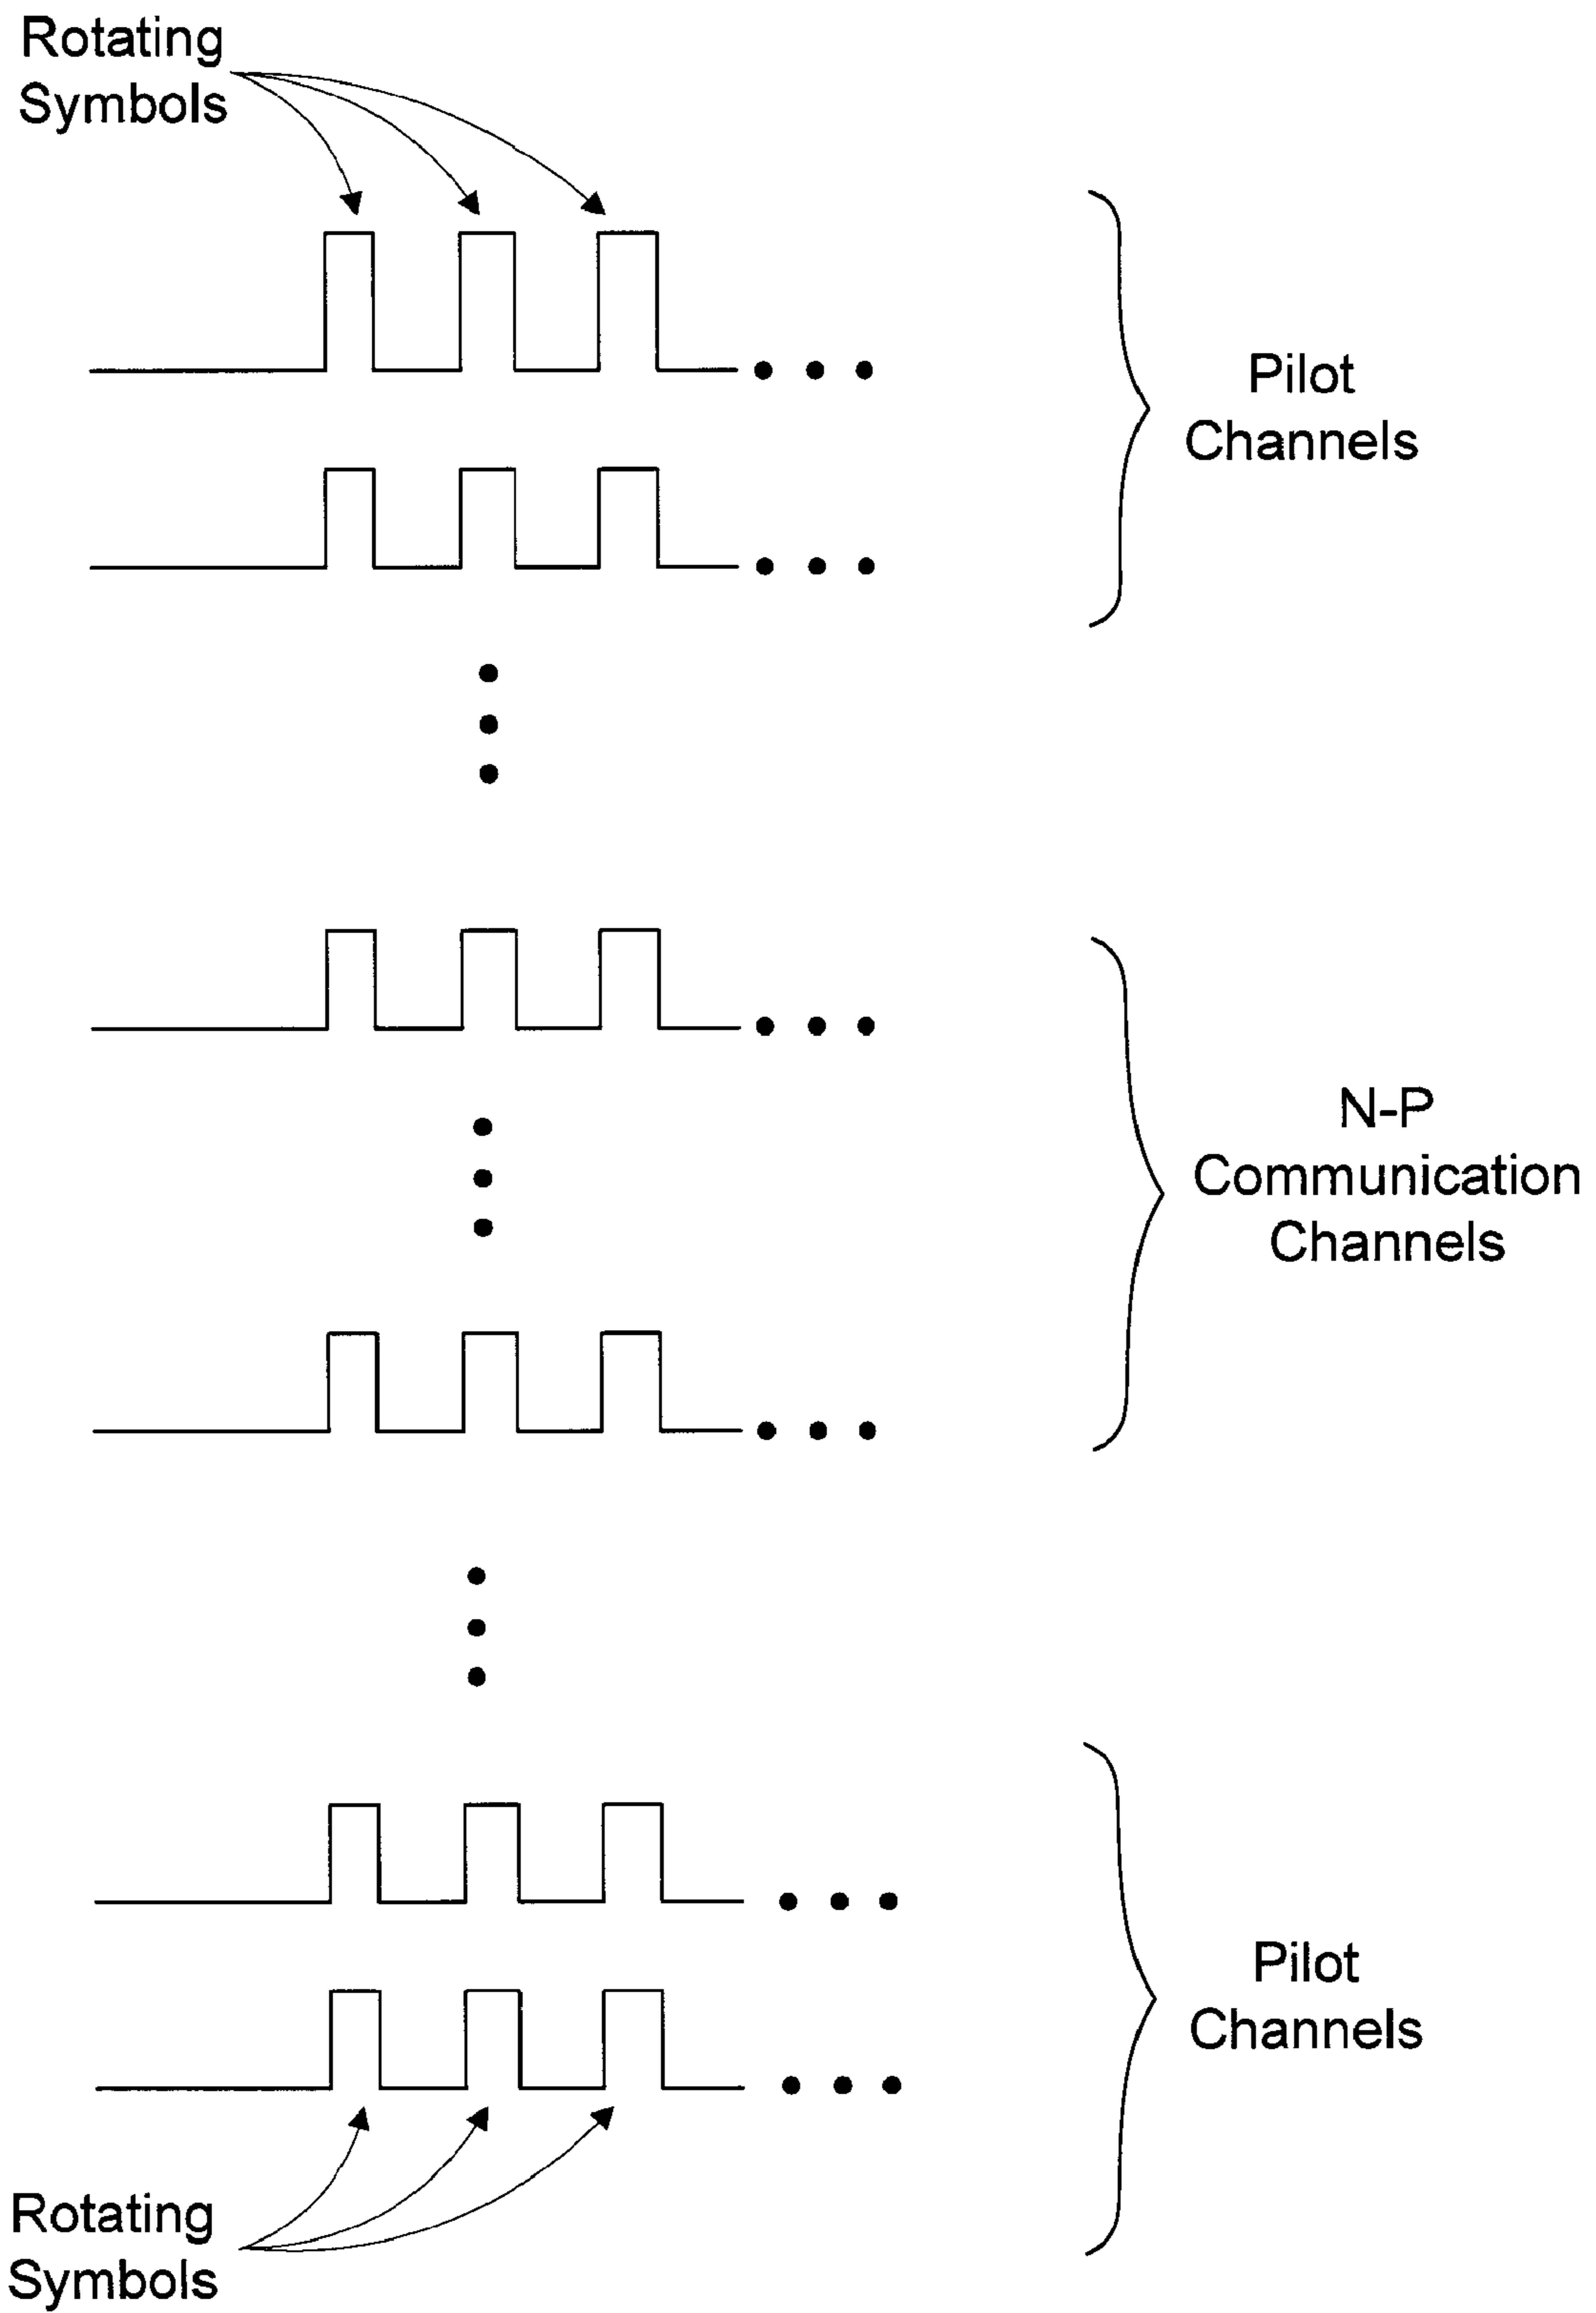 Rotating
Symbols
Pilot
Channels
N-P
Communication
Channels
Pilot
Channels
Rotating
Symbols